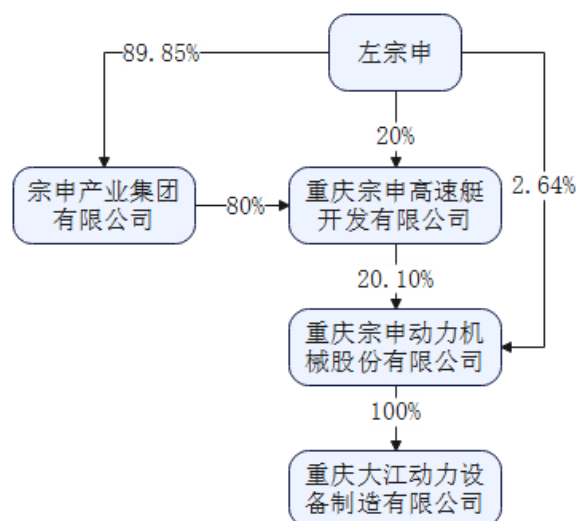 左宗申
89.85%
20%
2.64%
宗申产业集团
有限公司
80%
重庆宗申高速艇
开发有限公司
20.10%
重庆宗申动力机
械股份有限公司
100%
重庆大江动力设
备制造有限公司